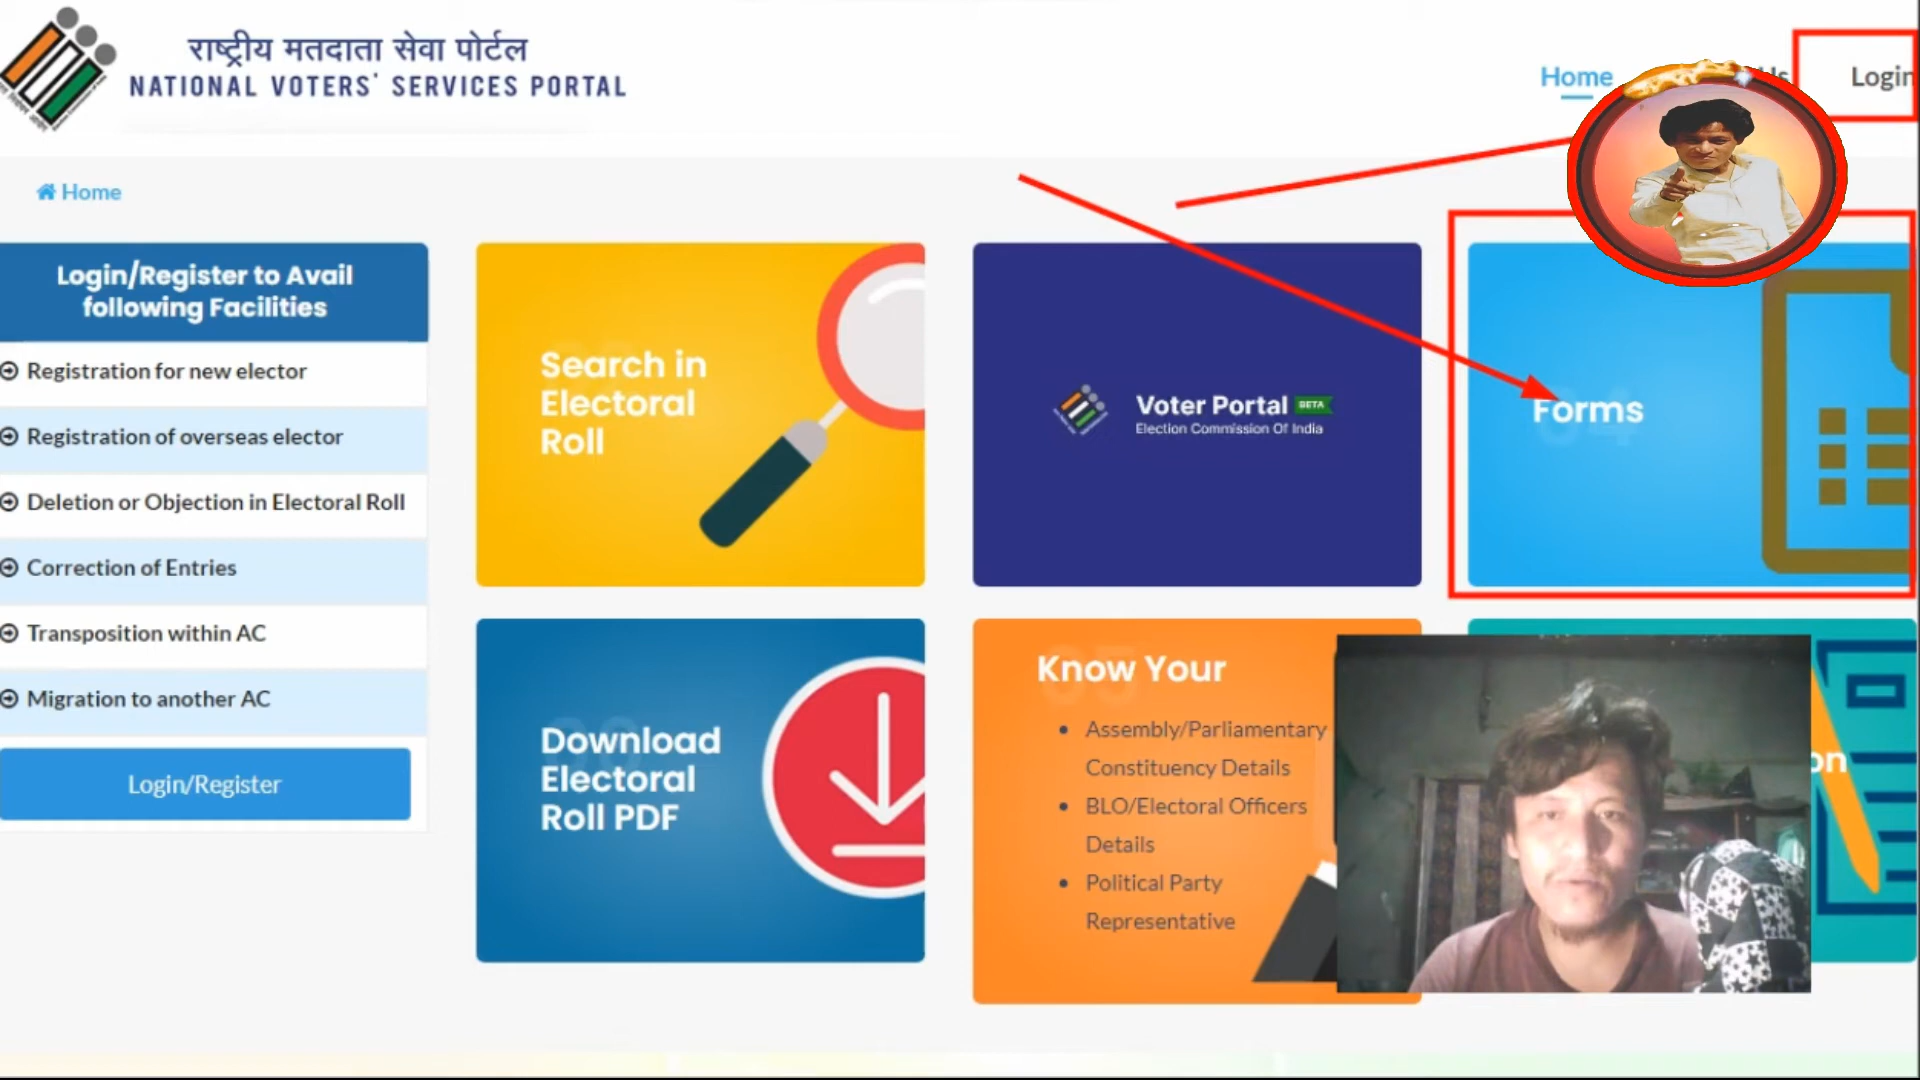 राष्ट्रीय मतदाता सेवा पोर्टल
NATIONAL VOTERS' SERVICES PORTAL
Home
Us
Login
Home
Login/Register to Avail
following Facilities
Registration for new elector
Registration of overseas elector
Deletion or Objection in Electoral Roll
Correction of Entries
Transposition within AC
Migration to another AC
Login/Register
Search in
Electoral
Roll
Voter Portal BETA
Election Commission Of India
Forms
Download
Electoral
Roll PDF
Know Your
Assembly/Parliamentary
Constituency Details
BLO/Electoral Officers
Details
Political Party
Representative
on